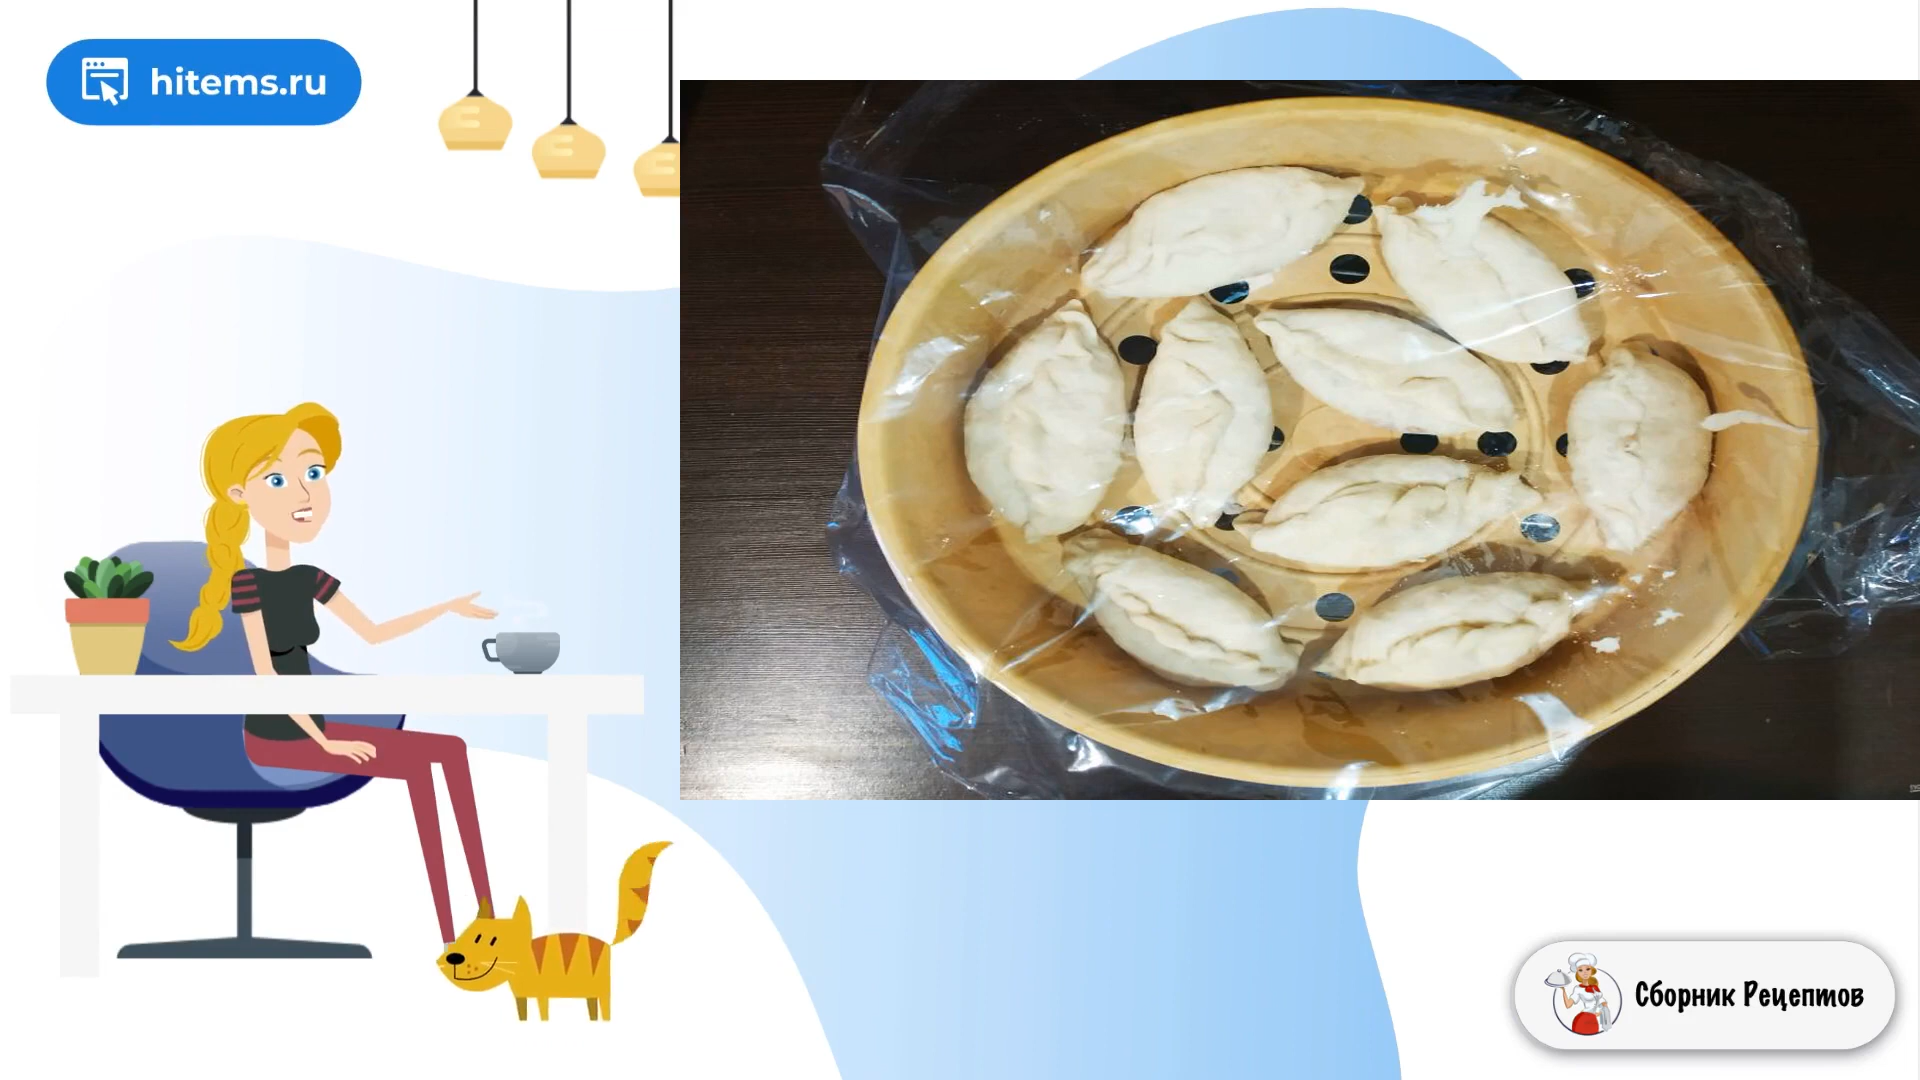 hitems.ru
Сборник Рецептов